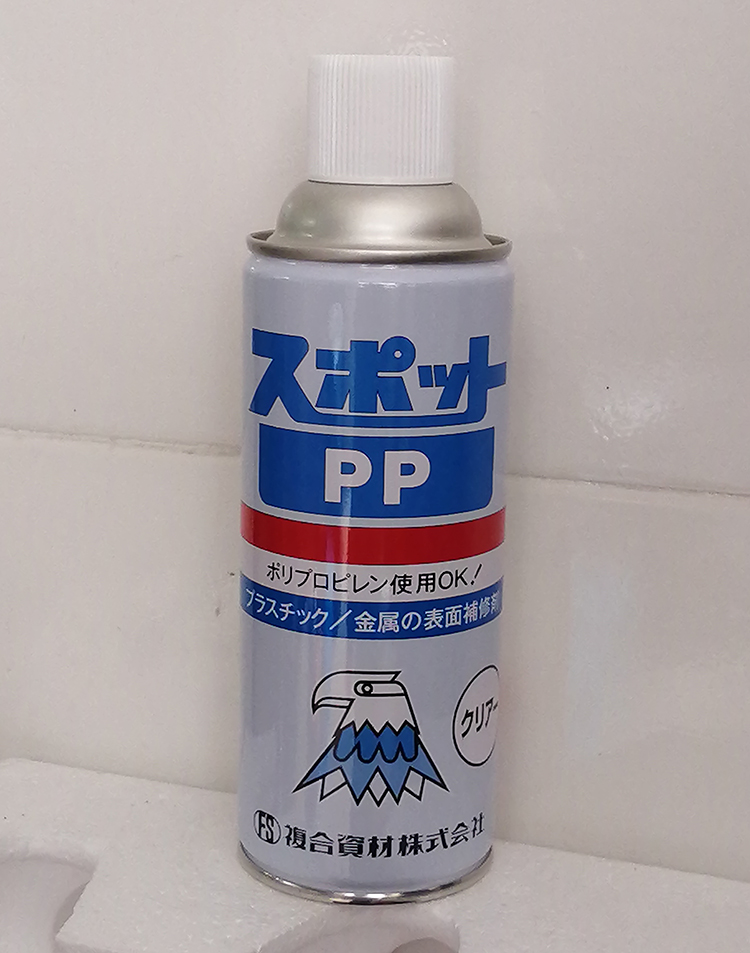 スポット
PP
ポリプロピレン使用OK!
プラスチック/金属の表面補修剤
クリアー
FS 複合資材株式会社